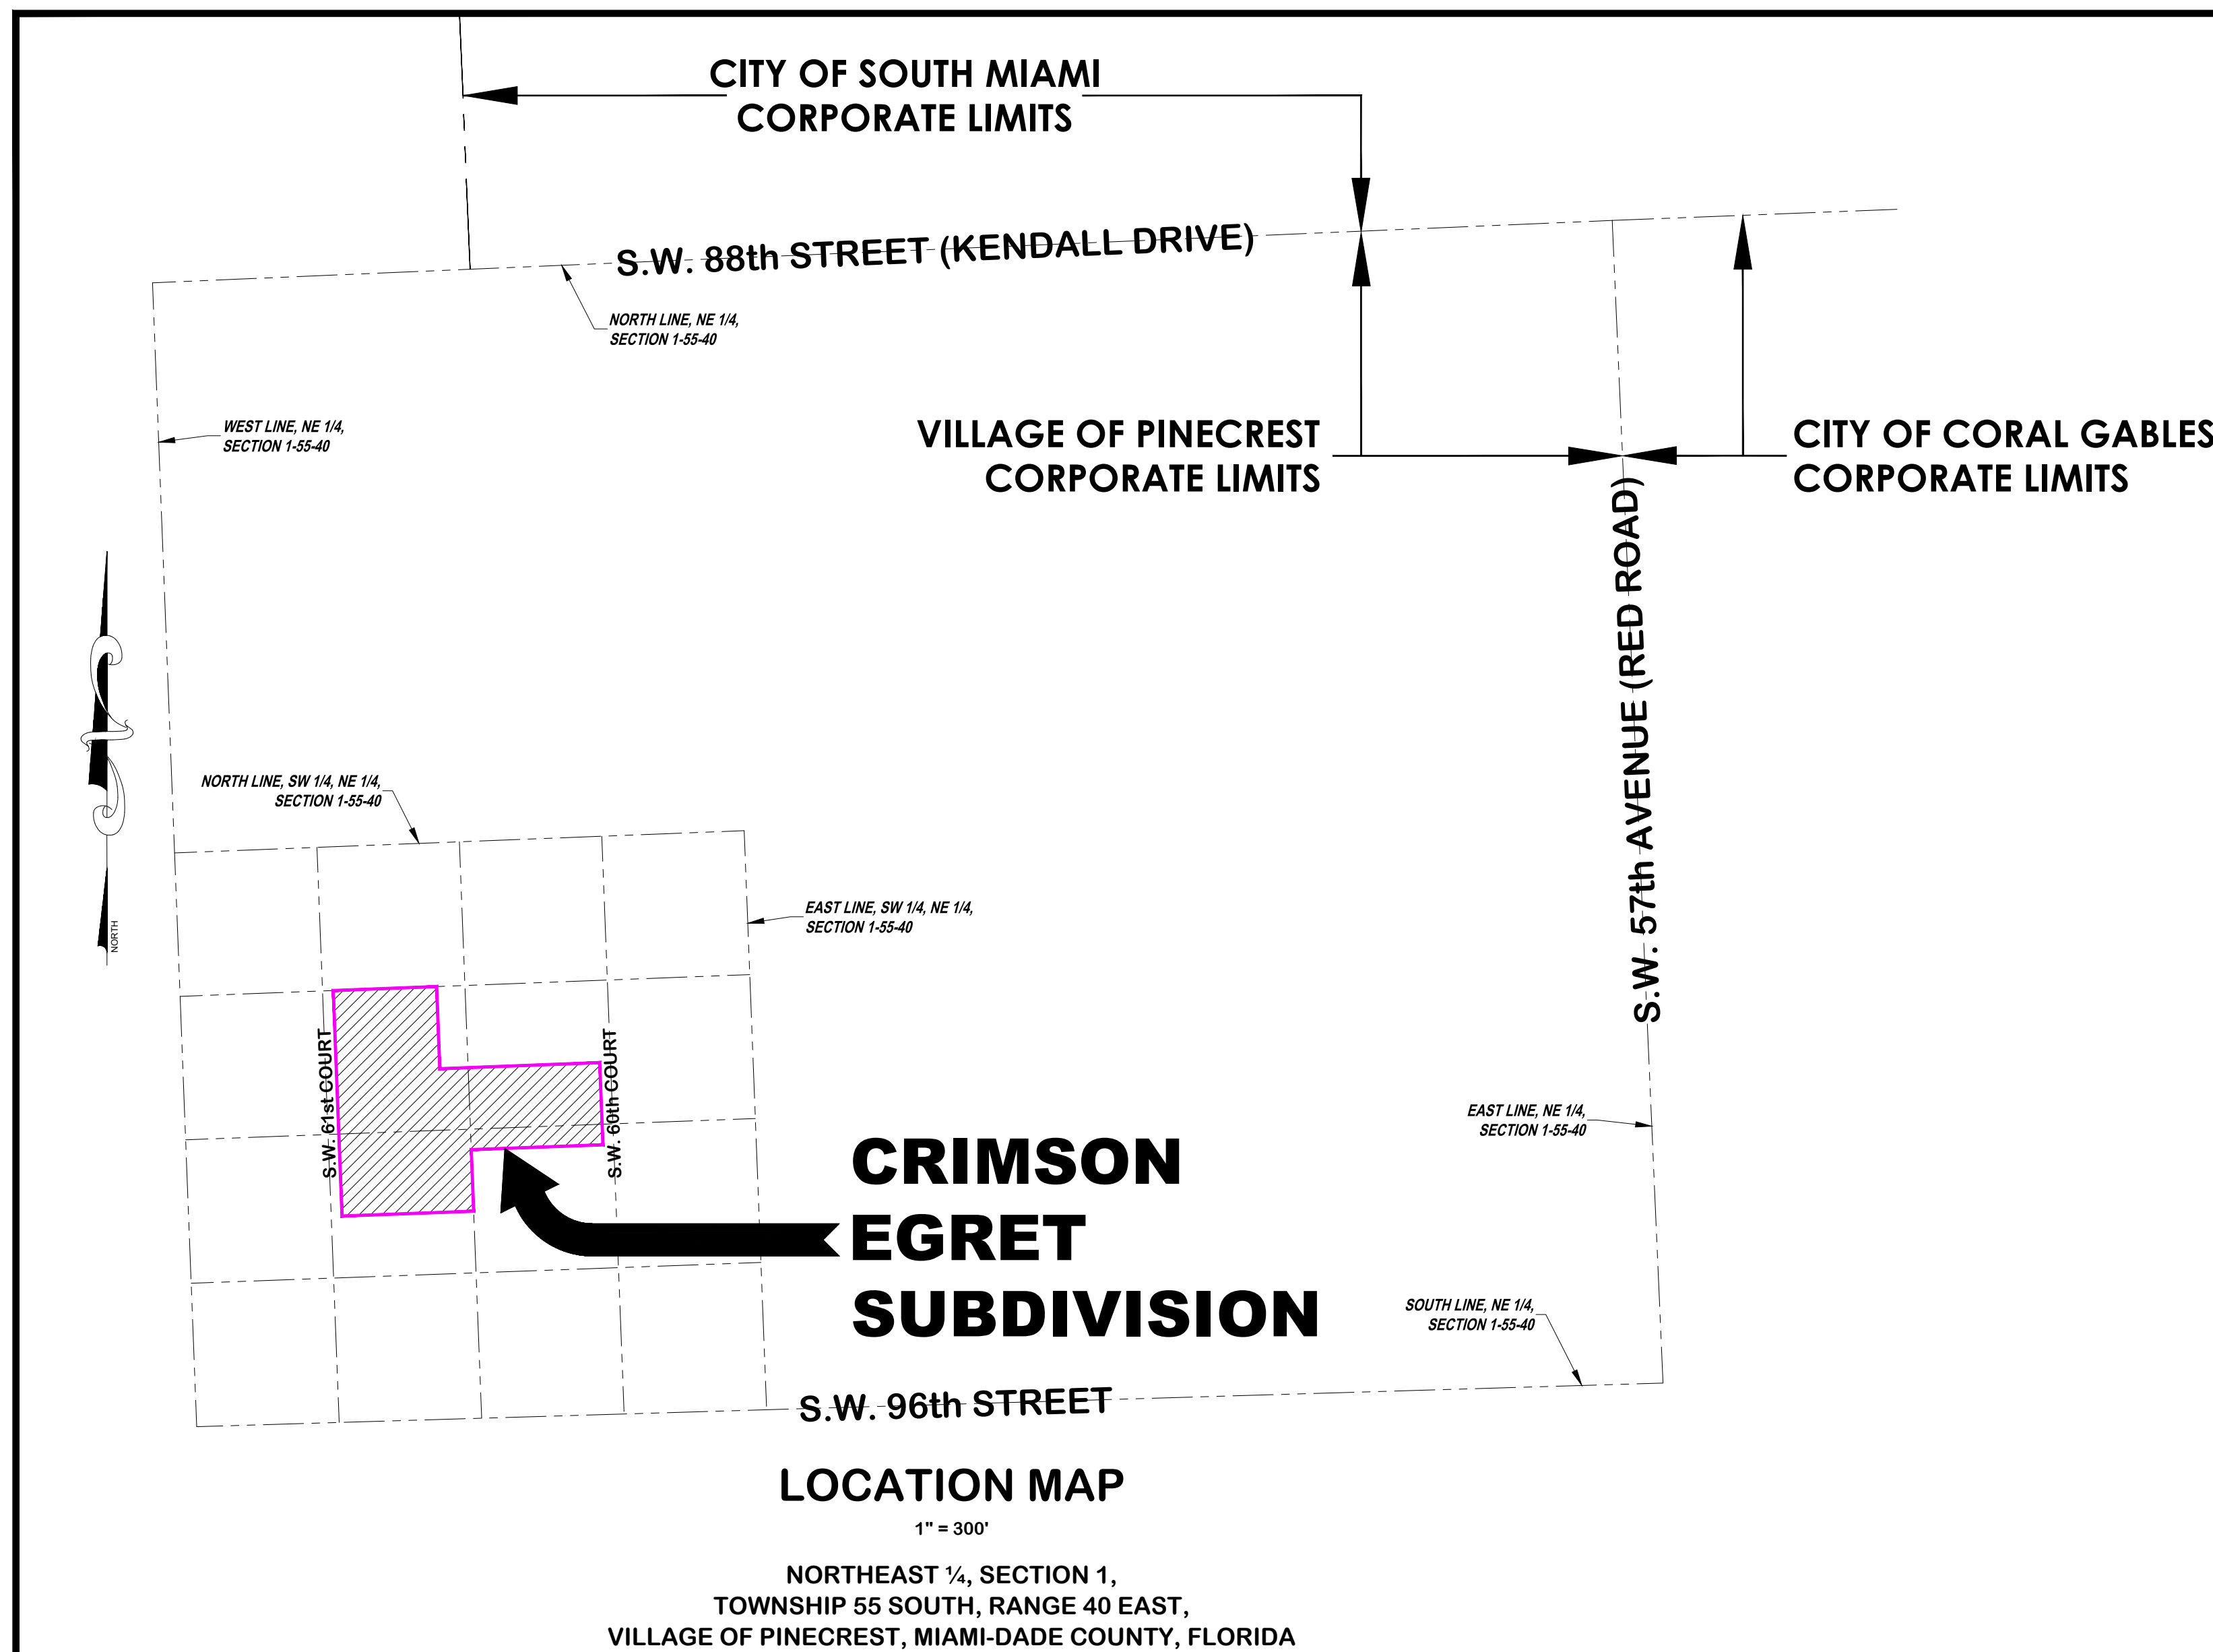 CITY OF SOUTH MIAMI
CORPORATE LIMITS
S.W. 88th STREET (KENDALL DRIVE)
NORTH LINE, NE 1/4,
SECTION 1-55-40
WEST LINE, NE 1/4,
SECTION 1-55-40
VILLAGE OF PINECREST
CORPORATE LIMITS
CITY OF CORAL GABLES
CORPORATE LIMITS
S.W. 57th AVENUE (RED ROAD)
NORTH
NORTH LINE, SW 1/4, NE 1/4,
SECTION 1-55-40
EAST LINE, SW 1/4, NE 1/4,
SECTION 1-55-40
S.W. 61st COURT
S.W. 60th COURT
EAST LINE, NE 1/4,
SECTION 1-55-40
CRIMSON
EGRET
SUBDIVISION
SOUTH LINE, NE 1/4,
SECTION 1-55-40
S.W. 96th STREET
LOCATION MAP
1" = 300'
NORTHEAST ¼, SECTION 1,
TOWNSHIP 55 SOUTH, RANGE 40 EAST,
VILLAGE OF PINECREST, MIAMI-DADE COUNTY, FLORIDA